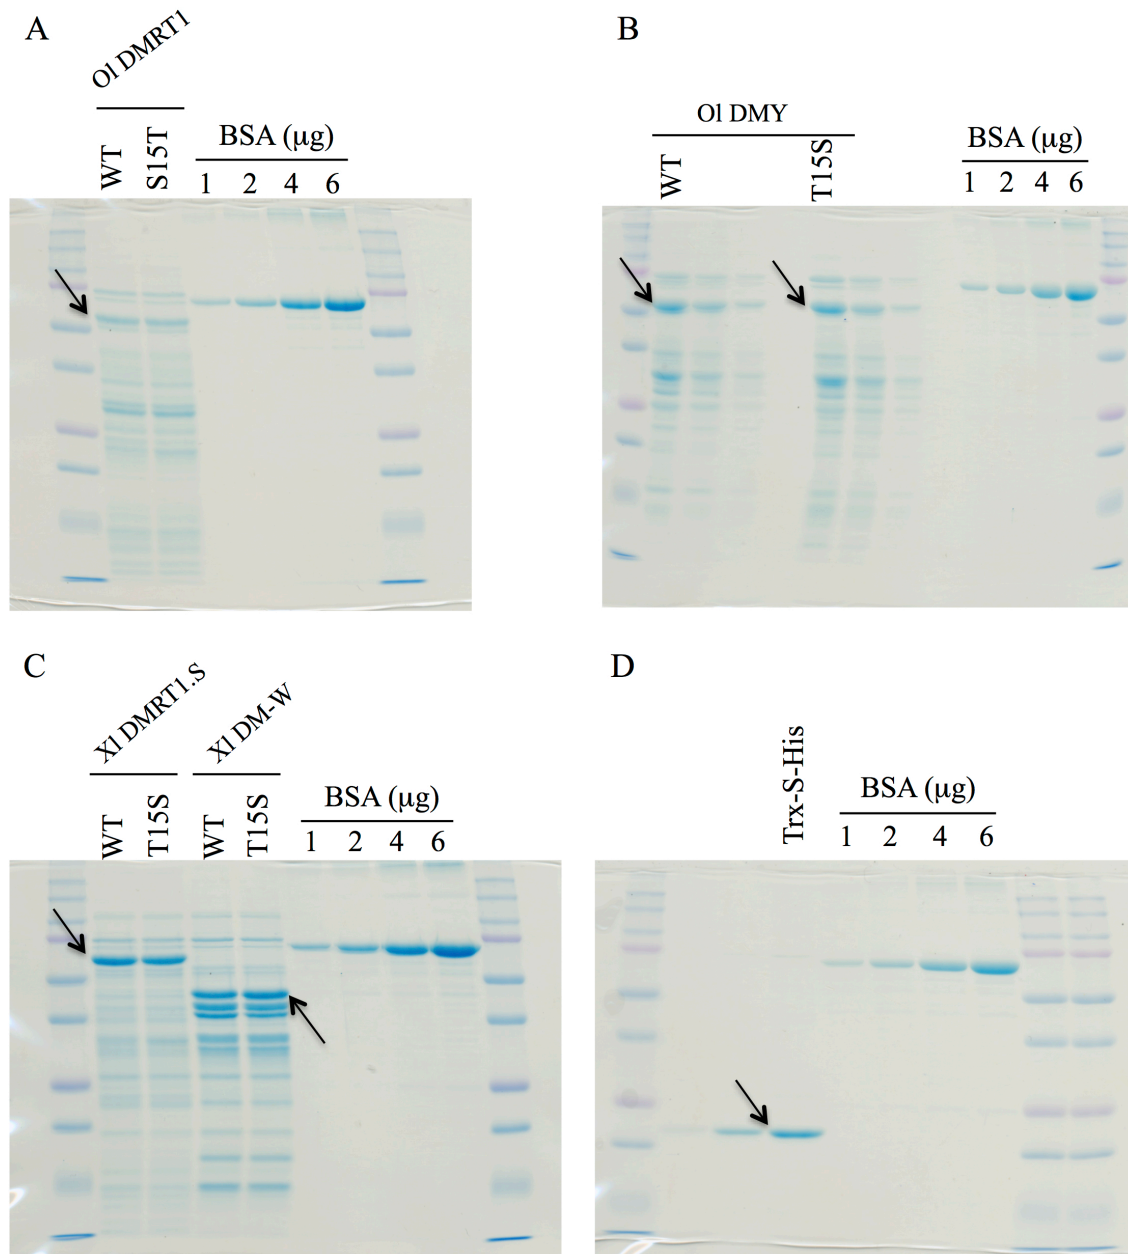 A
Ol DMRT1
WT
S15T
BSA (μg)
1 2 4 6
B
Ol DMY
WT
T15S
BSA (μg)
1 2 4 6
C
Xl DMRT1.S
Xl DM-W
WT
T15S
WT
T15S
BSA (μg)
1 2 4 6
D
Trx-S-His
BSA (μg)
1 2 4 6